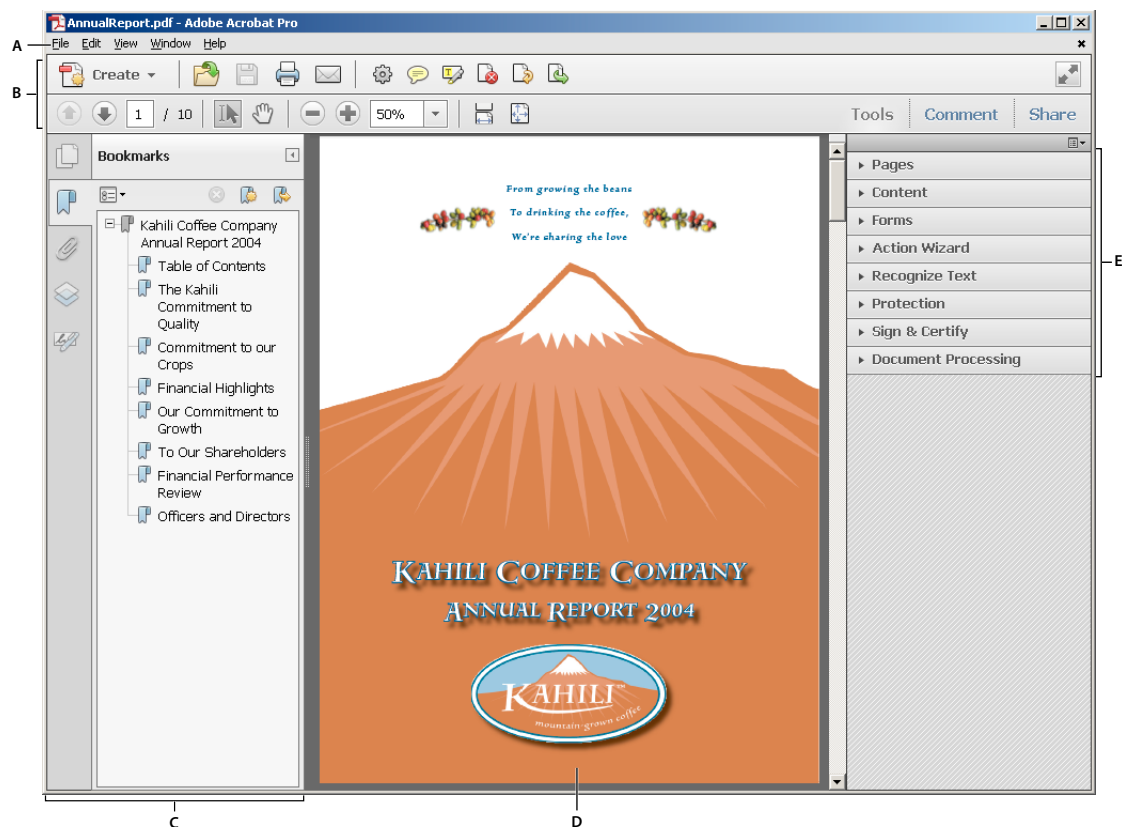 AnnualReport.pdf - Adobe Acrobat Pro
A
File Edit View Window Help
B
Create
1 / 10
50%
Tools Comment Share
Bookmarks
Kahili Coffee Company
Annual Report 2004
Table of Contents
The Kahili
Commitment to
Quality
Commitment to our
Crops
Financial Highlights
Our Commitment to
Growth
To Our Shareholders
Financial Performance
Review
Officers and Directors
From growing the beans
To drinking the coffee,
We're sharing the love
KAHILI COFFEE COMPANY
ANNUAL REPORT 2004
KAHILI™
mountain-grown coffee
Pages
Content
Forms
Action Wizard
Recognize Text
Protection
Sign & Certify
Document Processing
E
C
D